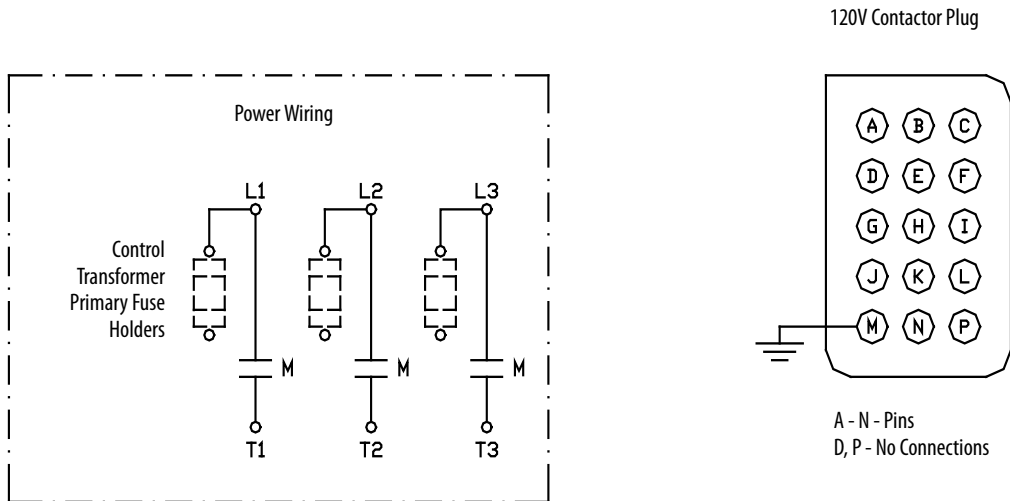 120V Contactor Plug
Power Wiring
L1 L2 L3
Control
Transformer
Primary Fuse
Holders
M M M
T1 T2 T3
A B C
D E F
G H I
J K L
M N P
A - N - Pins
D, P - No Connections